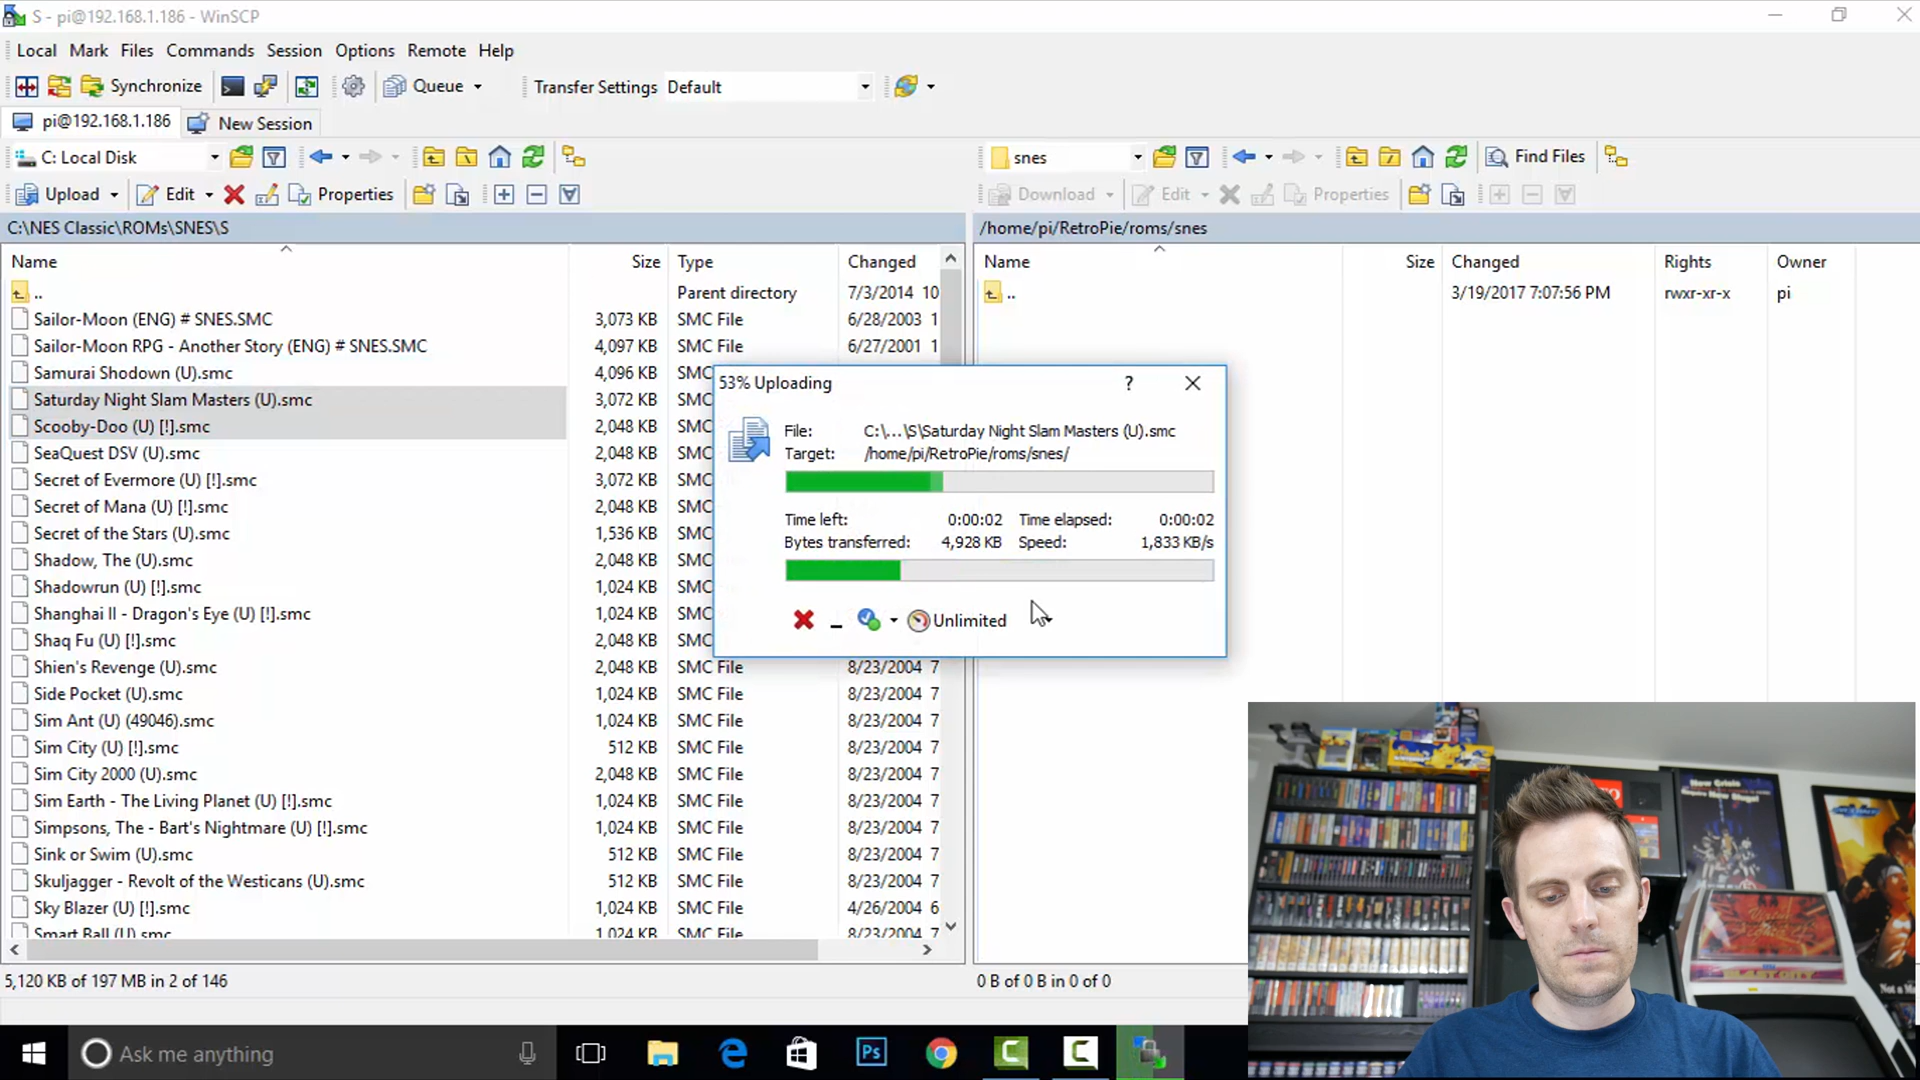 S - pi@192.168.1.186 - WinSCP
Local Mark Files Commands Session Options Remote Help
Synchronize Queue Transfer Settings Default
pi@192.168.1.186 New Session
C: Local Disk snes Find Files
Upload Edit Properties Download Edit Properties
C:\NES Classic\ROMs\SNES\S /home/pi/RetroPie/roms/snes
Name Size Type Changed Name Size Changed Rights Owner
.. Parent directory 7/3/2014 10 .. 3/19/2017 7:07:56 PM rwxr-xr-x pi
Sailor-Moon (ENG) # SNES.SMC 3,073 KB SMC File 6/28/2003 1
Sailor-Moon RPG - Another Story (ENG) # SNES.SMC 4,097 KB SMC File 6/27/2001 1
Samurai Shodown (U).smc 4,096 KB SMC
Saturday Night Slam Masters (U).smc 3,072 KB SMC
Scooby-Doo (U) [!].smc 2,048 KB SMC
SeaQuest DSV (U).smc 2,048 KB SMC
Secret of Evermore (U) [!].smc 3,072 KB SMC
Secret of Mana (U) [!].smc 2,048 KB SMC
Secret of the Stars (U).smc 1,536 KB SMC
Shadow, The (U).smc 2,048 KB SMC
Shadowrun (U) [!].smc 1,024 KB SMC
Shanghai II - Dragon's Eye (U) [!].smc 1,024 KB SMC
Shaq Fu (U) [!].smc 2,048 KB SMC
Shien's Revenge (U).smc 2,048 KB SMC File 8/23/2004 7
Side Pocket (U).smc 1,024 KB SMC File 8/23/2004 7
Sim Ant (U) (49046).smc 1,024 KB SMC File 8/23/2004 7
Sim City (U) [!].smc 512 KB SMC File 8/23/2004 7
Sim City 2000 (U).smc 2,048 KB SMC File 8/23/2004 7
Sim Earth - The Living Planet (U) [!].smc 1,024 KB SMC File 8/23/2004 7
Simpsons, The - Bart's Nightmare (U) [!].smc 1,024 KB SMC File 8/23/2004 7
Sink or Swim (U).smc 512 KB SMC File 8/23/2004 7
Skuljagger - Revolt of the Westicans (U).smc 512 KB SMC File 8/23/2004 7
Sky Blazer (U) [!].smc 1,024 KB SMC File 4/26/2004 6
Smart Ball (U).smc 1,024 KB SMC File 8/23/2004 7
53% Uploading ?
File: C:\...\S\Saturday Night Slam Masters (U).smc
Target: /home/pi/RetroPie/roms/snes/
Time left: 0:00:02 Time elapsed: 0:00:02
Bytes transferred: 4,928 KB Speed: 1,833 KB/s
Unlimited
5,120 KB of 197 MB in 2 of 146 0 B of 0 B in 0 of 0
Ask me anything
Ps
BLAST CITY
Not a